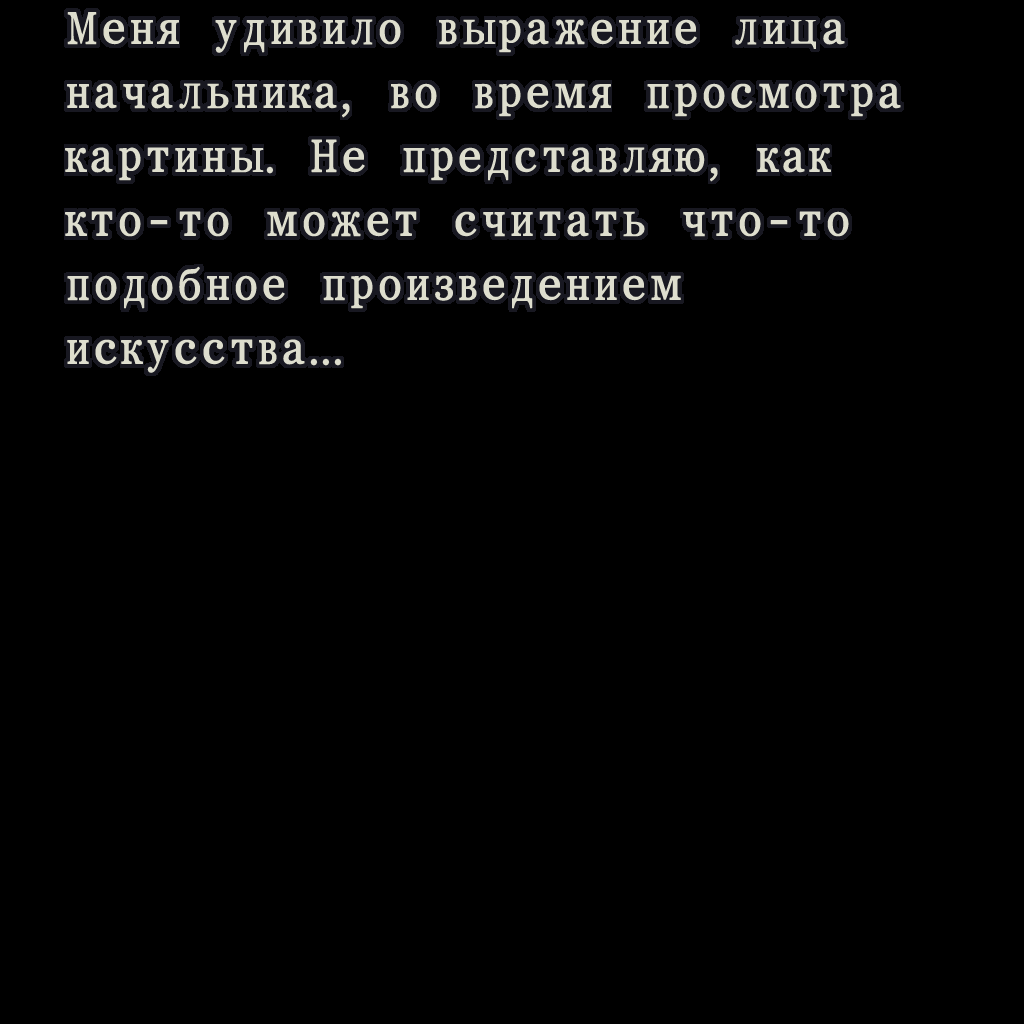 Меня удивило выражение лица
начальника, во время просмотра
картины. Не представляю, как
кто-то может считать что-то
подобное произведением
искусства...